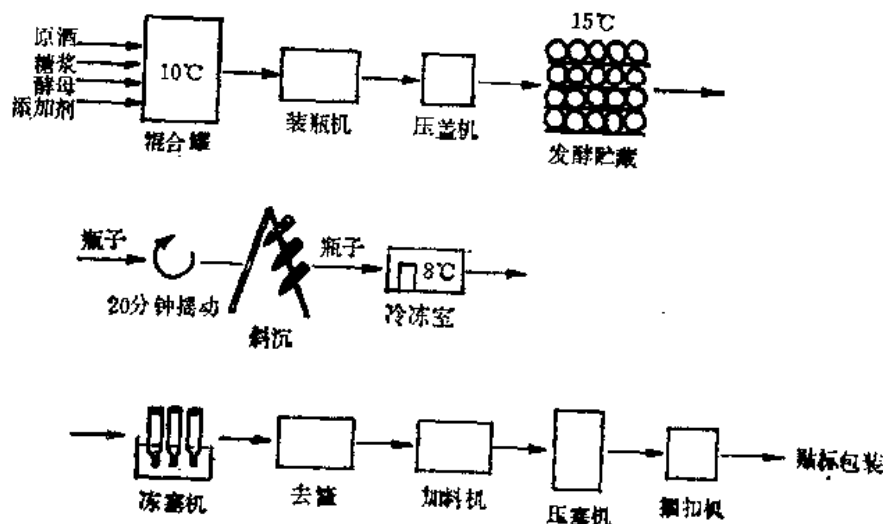 原酒
糖浆
酵母
添加剂
10℃
混合罐
装瓶机
压盖机
15℃
发酵贮藏
瓶子
20分钟摇动
斜沉
瓶子
8℃
冷冻室
冻塞机
去渣
加料机
压塞机
捆扣机
贴标包装